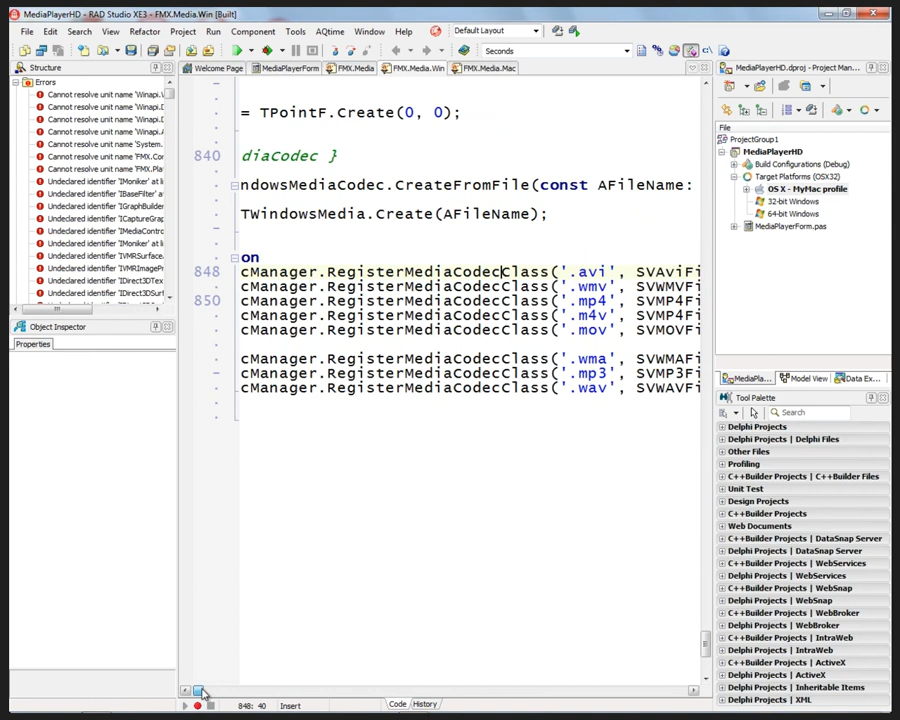 MediaPlayerHD - RAD Studio XE3 - FMX.Media.Win [Built]
File Edit Search View Refactor Project Run Component Tools AQtime Window Help Default Layout
Seconds
Structure
Errors
Cannot resolve unit name 'Winapi.\
Cannot resolve unit name 'Winapi.[
Cannot resolve unit name 'Winapi.[
Cannot resolve unit name 'Winapi.A
Cannot resolve unit name 'System.
Cannot resolve unit name 'FMX.Cor
Cannot resolve unit name 'FMX.
Undeclared identifier 'IMoniker' at li
Undeclared identifier 'IBaseFilter' at
Undeclared identifier 'IGraphBuilder
Undeclared identifier 'ICaptureGrap
Undeclared identifier 'IMediaContro
Undeclared identifier 'IMoniker' at li
Undeclared identifier 'IVMRSurface.
Undeclared identifier 'IVMRImagePr
Undeclared identifier 'IDirect3DText
Undeclared identifier 'IDirect3DSurf
Object Inspector
Properties
Welcome Page MediaPlayerForm FMX.Media FMX.Media.Win FMX.Media.Mac
= TPointF.Create(0, 0);
840 diaCodec }
ndowsMediaCodec.CreateFromFile(const AFileName:
TWindowsMedia.Create(AFileName);
on
848 cManager.RegisterMediaCodecClass('.avi', SVAviFi
cManager.RegisterMediaCodecClass('.wmv', SVWMVFi
850 cManager.RegisterMediaCodecClass('.mp4', SVMP4Fi
cManager.RegisterMediaCodecClass('.m4v', SVMP4Fi
cManager.RegisterMediaCodecClass('.mov', SVMOVFi
cManager.RegisterMediaCodecClass('.wma', SVWMAFi
cManager.RegisterMediaCodecClass('.mp3', SVMP3Fi
cManager.RegisterMediaCodecClass('.wav', SVWAVFi
848: 40 Insert Code History
MediaPlayerHD.dproj - Project Man...
File
ProjectGroup1
MediaPlayerHD
Build Configurations (Debug)
Target Platforms (OSX32)
OS X - MyMac profile
32-bit Windows
64-bit Windows
MediaPlayerForm.pas
MediaPla... Model View Data Ex...
Tool Palette
Search
Delphi Projects
Delphi Projects | Delphi Files
Other Files
Profiling
C++Builder Projects | C++Builder Files
Unit Test
Design Projects
C++Builder Projects
Web Documents
C++Builder Projects | DataSnap Server
Delphi Projects | DataSnap Server
C++Builder Projects | WebServices
Delphi Projects | WebServices
C++Builder Projects | WebSnap
Delphi Projects | WebSnap
C++Builder Projects | WebBroker
Delphi Projects | WebBroker
C++Builder Projects | IntraWeb
Delphi Projects | IntraWeb
C++Builder Projects | ActiveX
Delphi Projects | ActiveX
Delphi Projects | Inheritable Items
Delphi Projects | XML